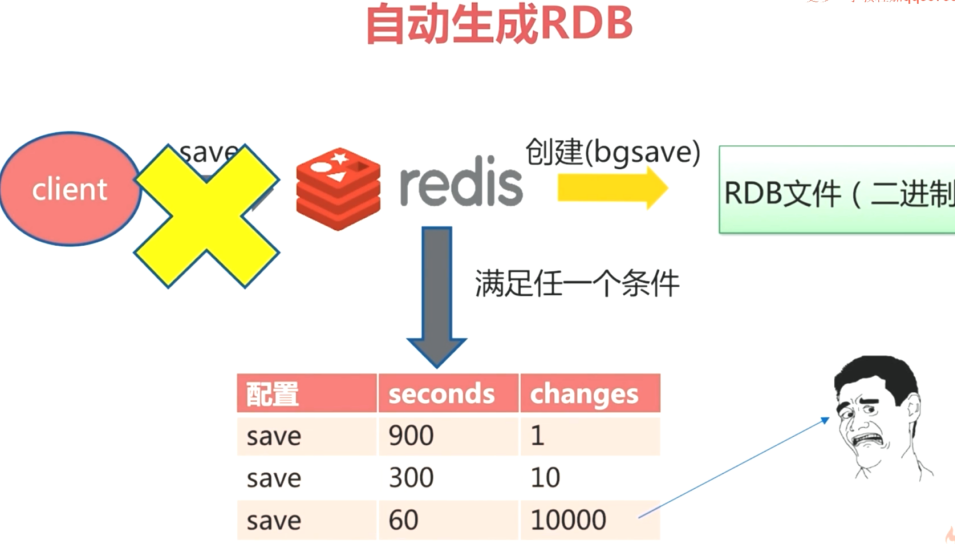 自动生成RDB
save
创建(bgsave)
client
redis
RDB文件（二进制
满足任一个条件
配置 seconds changes
save 900 1
save 300 10
save 60 10000